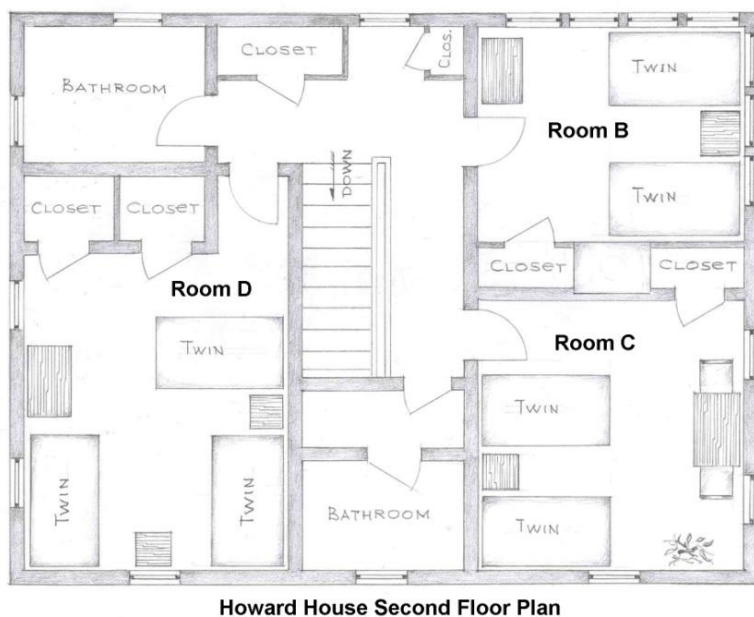 CLOSET
CLOS.
TWIN
BATHROOM
Room B
DOWN
TWIN
CLOSET
CLOSET
CLOSET
CLOSET
Room D
Room C
TWIN
TWIN
TWIN
TWIN
TWIN
BATHROOM
Howard House Second Floor Plan